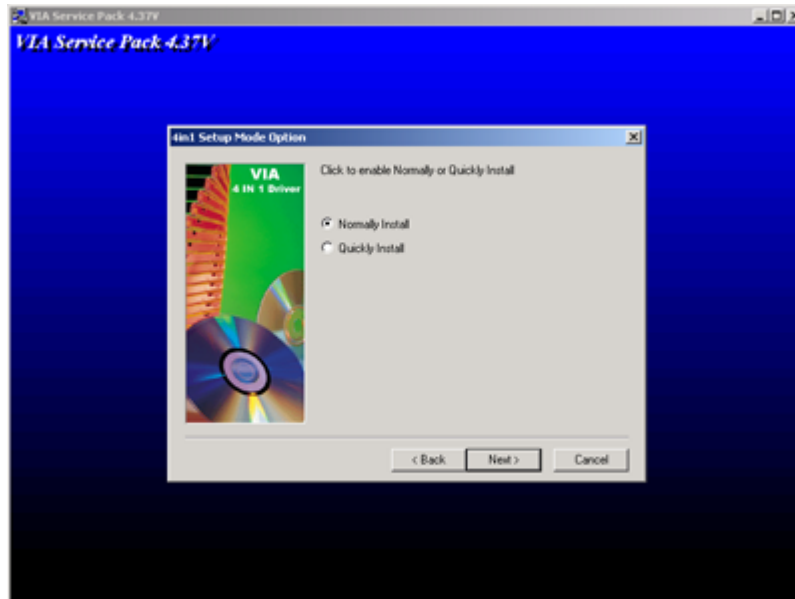 VIA Service Pack 4.37V
VIA Service Pack 4.37V
4in1 Setup Mode Option
VIA
4 IN 1 Driver
Click to enable Normally or Quickly Install
Normally Install
Quickly Install
< Back
Next >
Cancel